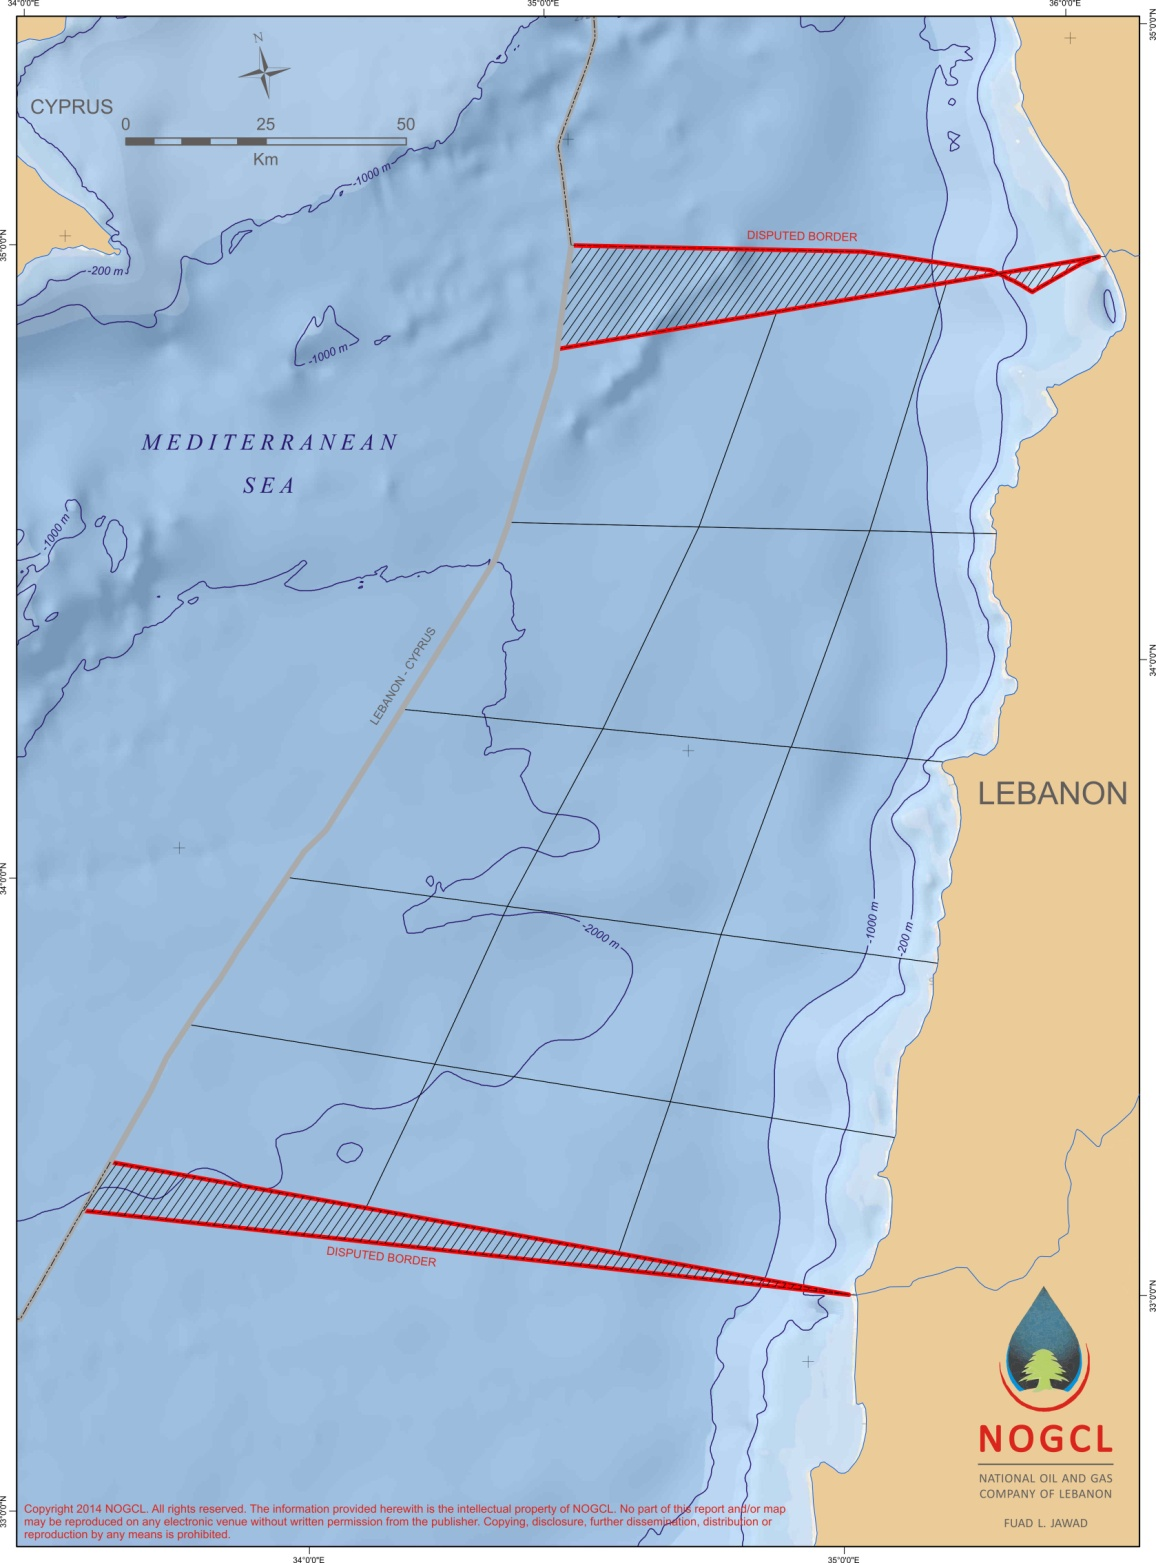 34°0'0"E
35°0'0"E
36°0'0"E
35°0'0"N
N
CYPRUS
0 25 50
Km
-1000 m
DISPUTED BORDER
35°0'0"N
-200 m
-1000 m
MEDITERRANEAN
SEA
-1000 m
LEBANON - CYPRUS
34°0'0"N
LEBANON
34°0'0"N
-1000 m
-200 m
-2000 m
DISPUTED BORDER
33°0'0"N
NOGCL
NATIONAL OIL AND GAS
COMPANY OF LEBANON
FUAD L. JAWAD
33°0'0"N
Copyright 2014 NOGCL. All rights reserved. The information provided herewith is the intellectual property of NOGCL. No part of this report and/or map
may be reproduced on any electronic venue without written permission from the publisher. Copying, disclosure, further dissemination, distribution or
reproduction by any means is prohibited.
34°0'0"E
35°0'0"E